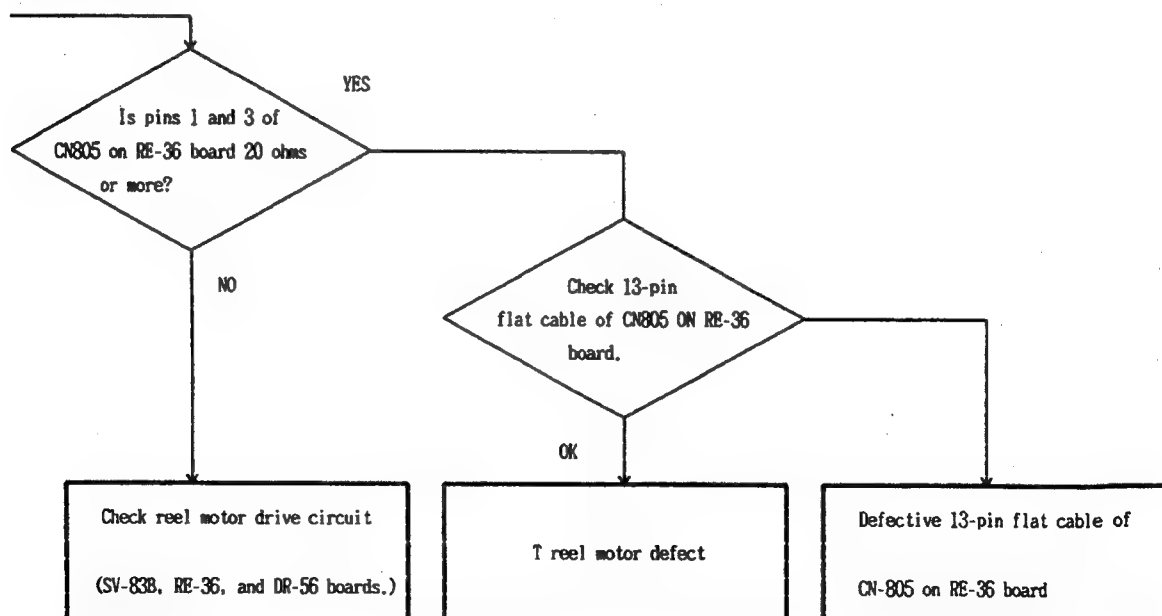 YES
Is pins 1 and 3 of
CN805 on RE-36 board 20 ohms
or more?
NO
Check 13-pin
flat cable of CN805 ON RE-36
board.
OK
Check reel motor drive circuit
(SV-83B, RE-36, and DR-56 boards.)
T reel motor defect
Defective 13-pin flat cable of
CN-805 on RE-36 board